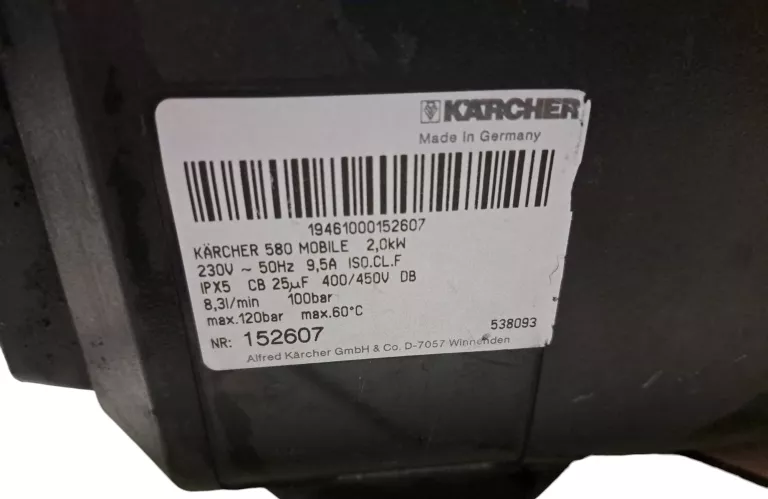 KÄRCHER
Made in Germany
19461000152607
KÄRCHER 580 MOBILE 2,0kW
230V ~ 50Hz 9,5A ISO.CL.F
IPX5 CB 25µF 400/450V DB
8,3l/min 100bar
max.120bar max.60°C
NR: 152607 538093
Alfred Kärcher GmbH & Co. D-7057 Winnenden